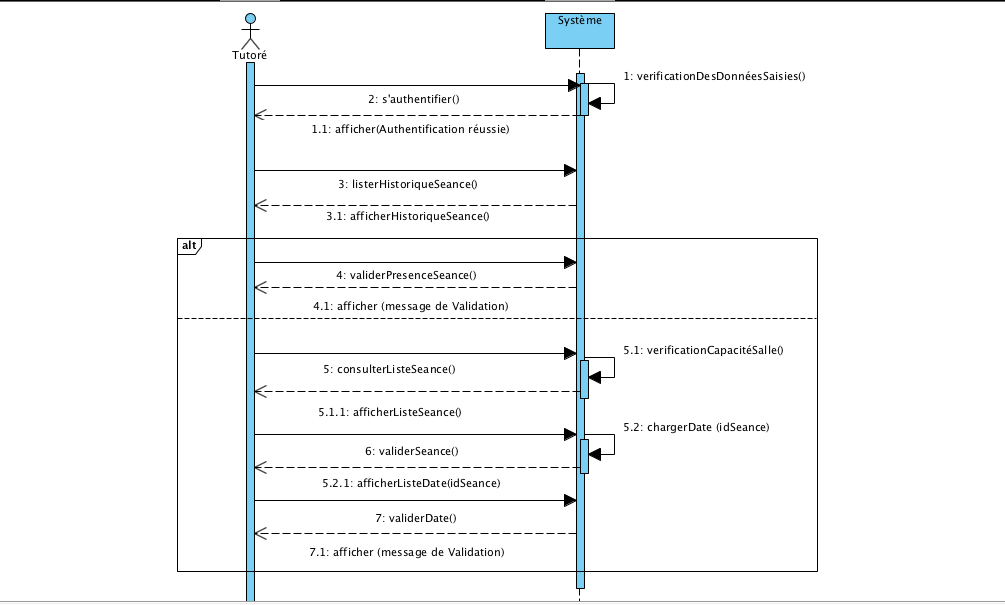 Système
Tutoré
1: verificationDesDonnéesSaisies()
2: s'authentifier()
1.1: afficher(Authentification réussie)
3: listerHistoriqueSeance()
3.1: afficherHistoriqueSeance()
alt
4: validerPresenceSeance()
4.1: afficher (message de Validation)
5.1: verificationCapacitéSalle()
5: consulterListeSeance()
5.1.1: afficherListeSeance()
5.2: chargerDate (idSeance)
6: validerSeance()
5.2.1: afficherListeDate(idSeance)
7: validerDate()
7.1: afficher (message de Validation)